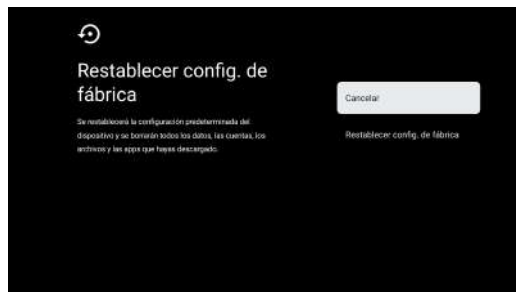 Restablecer config. de
fábrica
Se restablecerá la configuración predeterminada del
dispositivo y se borrarán todos los datos, las cuentas, los
archivos y las apps que hayas descargado.
Cancelar
Restablecer config. de fábrica